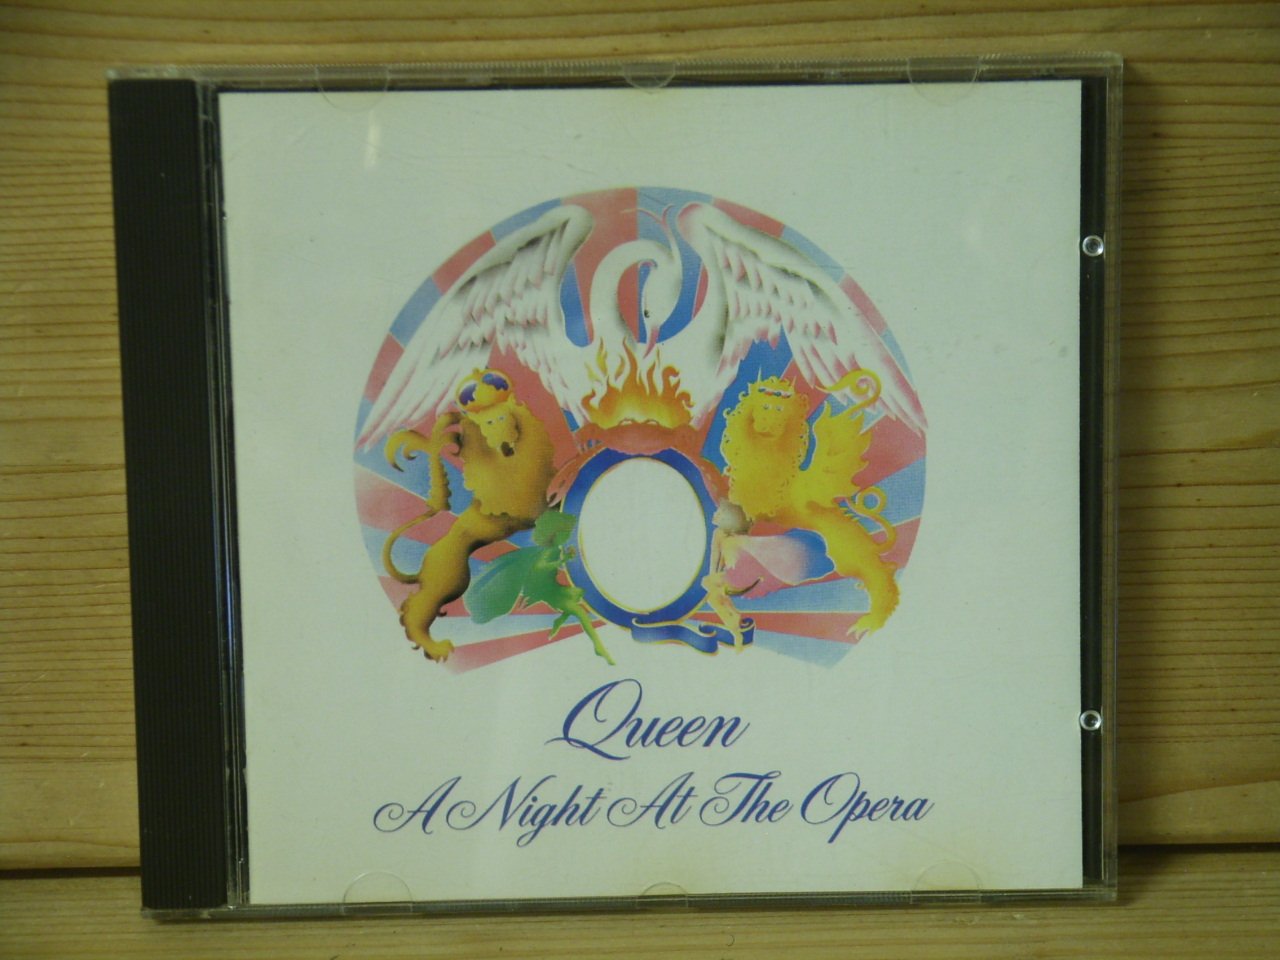 Queen
A Night At The Opera